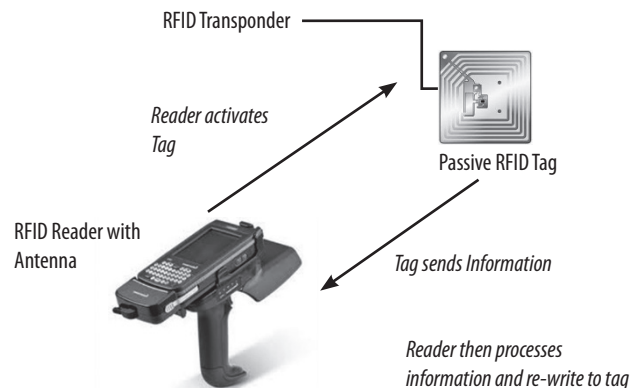 RFID Transponder
Reader activates
Tag
Passive RFID Tag
RFID Reader with
Antenna
Tag sends Information
Reader then processes
information and re-write to tag